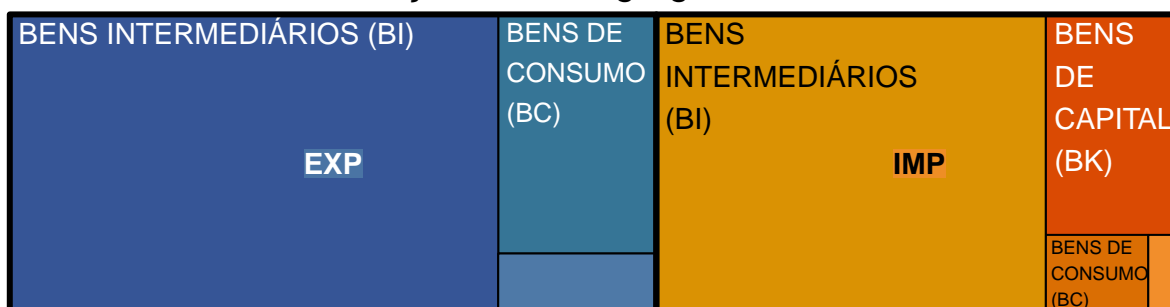 BENS INTERMEDIÁRIOS (BI)
EXP
BENS DE
CONSUMO
(BC)
BENS
INTERMEDIÁRIOS
(BI)
IMP
BENS
DE
CAPITAL
(BK)
BENS DE
CONSUMO
(BC)